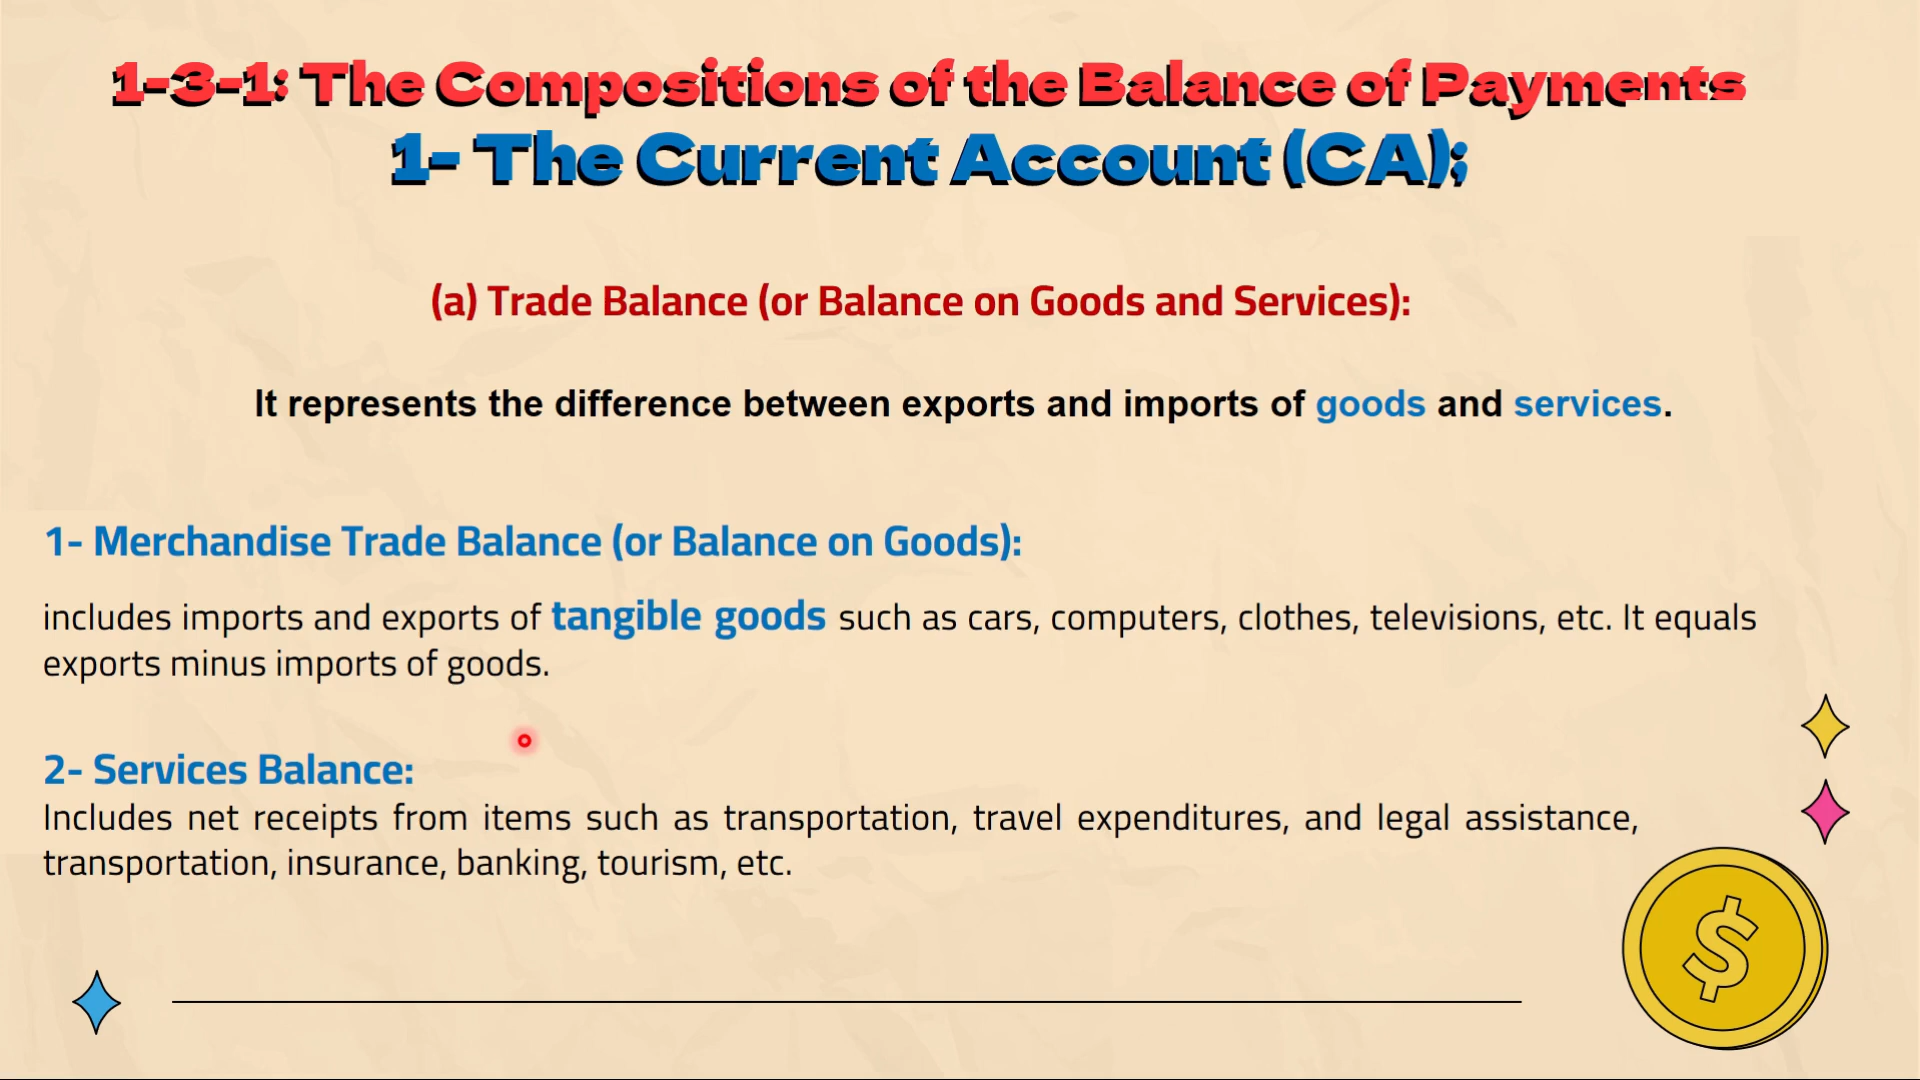 1-3-1: The Compositions of the Balance of Payments
1- The Current Account (CA);
(a) Trade Balance (or Balance on Goods and Services):
It represents the difference between exports and imports of goods and services.
1- Merchandise Trade Balance (or Balance on Goods):
includes imports and exports of tangible goods such as cars, computers, clothes, televisions, etc. It equals
exports minus imports of goods.
2- Services Balance:
Includes net receipts from items such as transportation, travel expenditures, and legal assistance,
transportation, insurance, banking, tourism, etc.
$